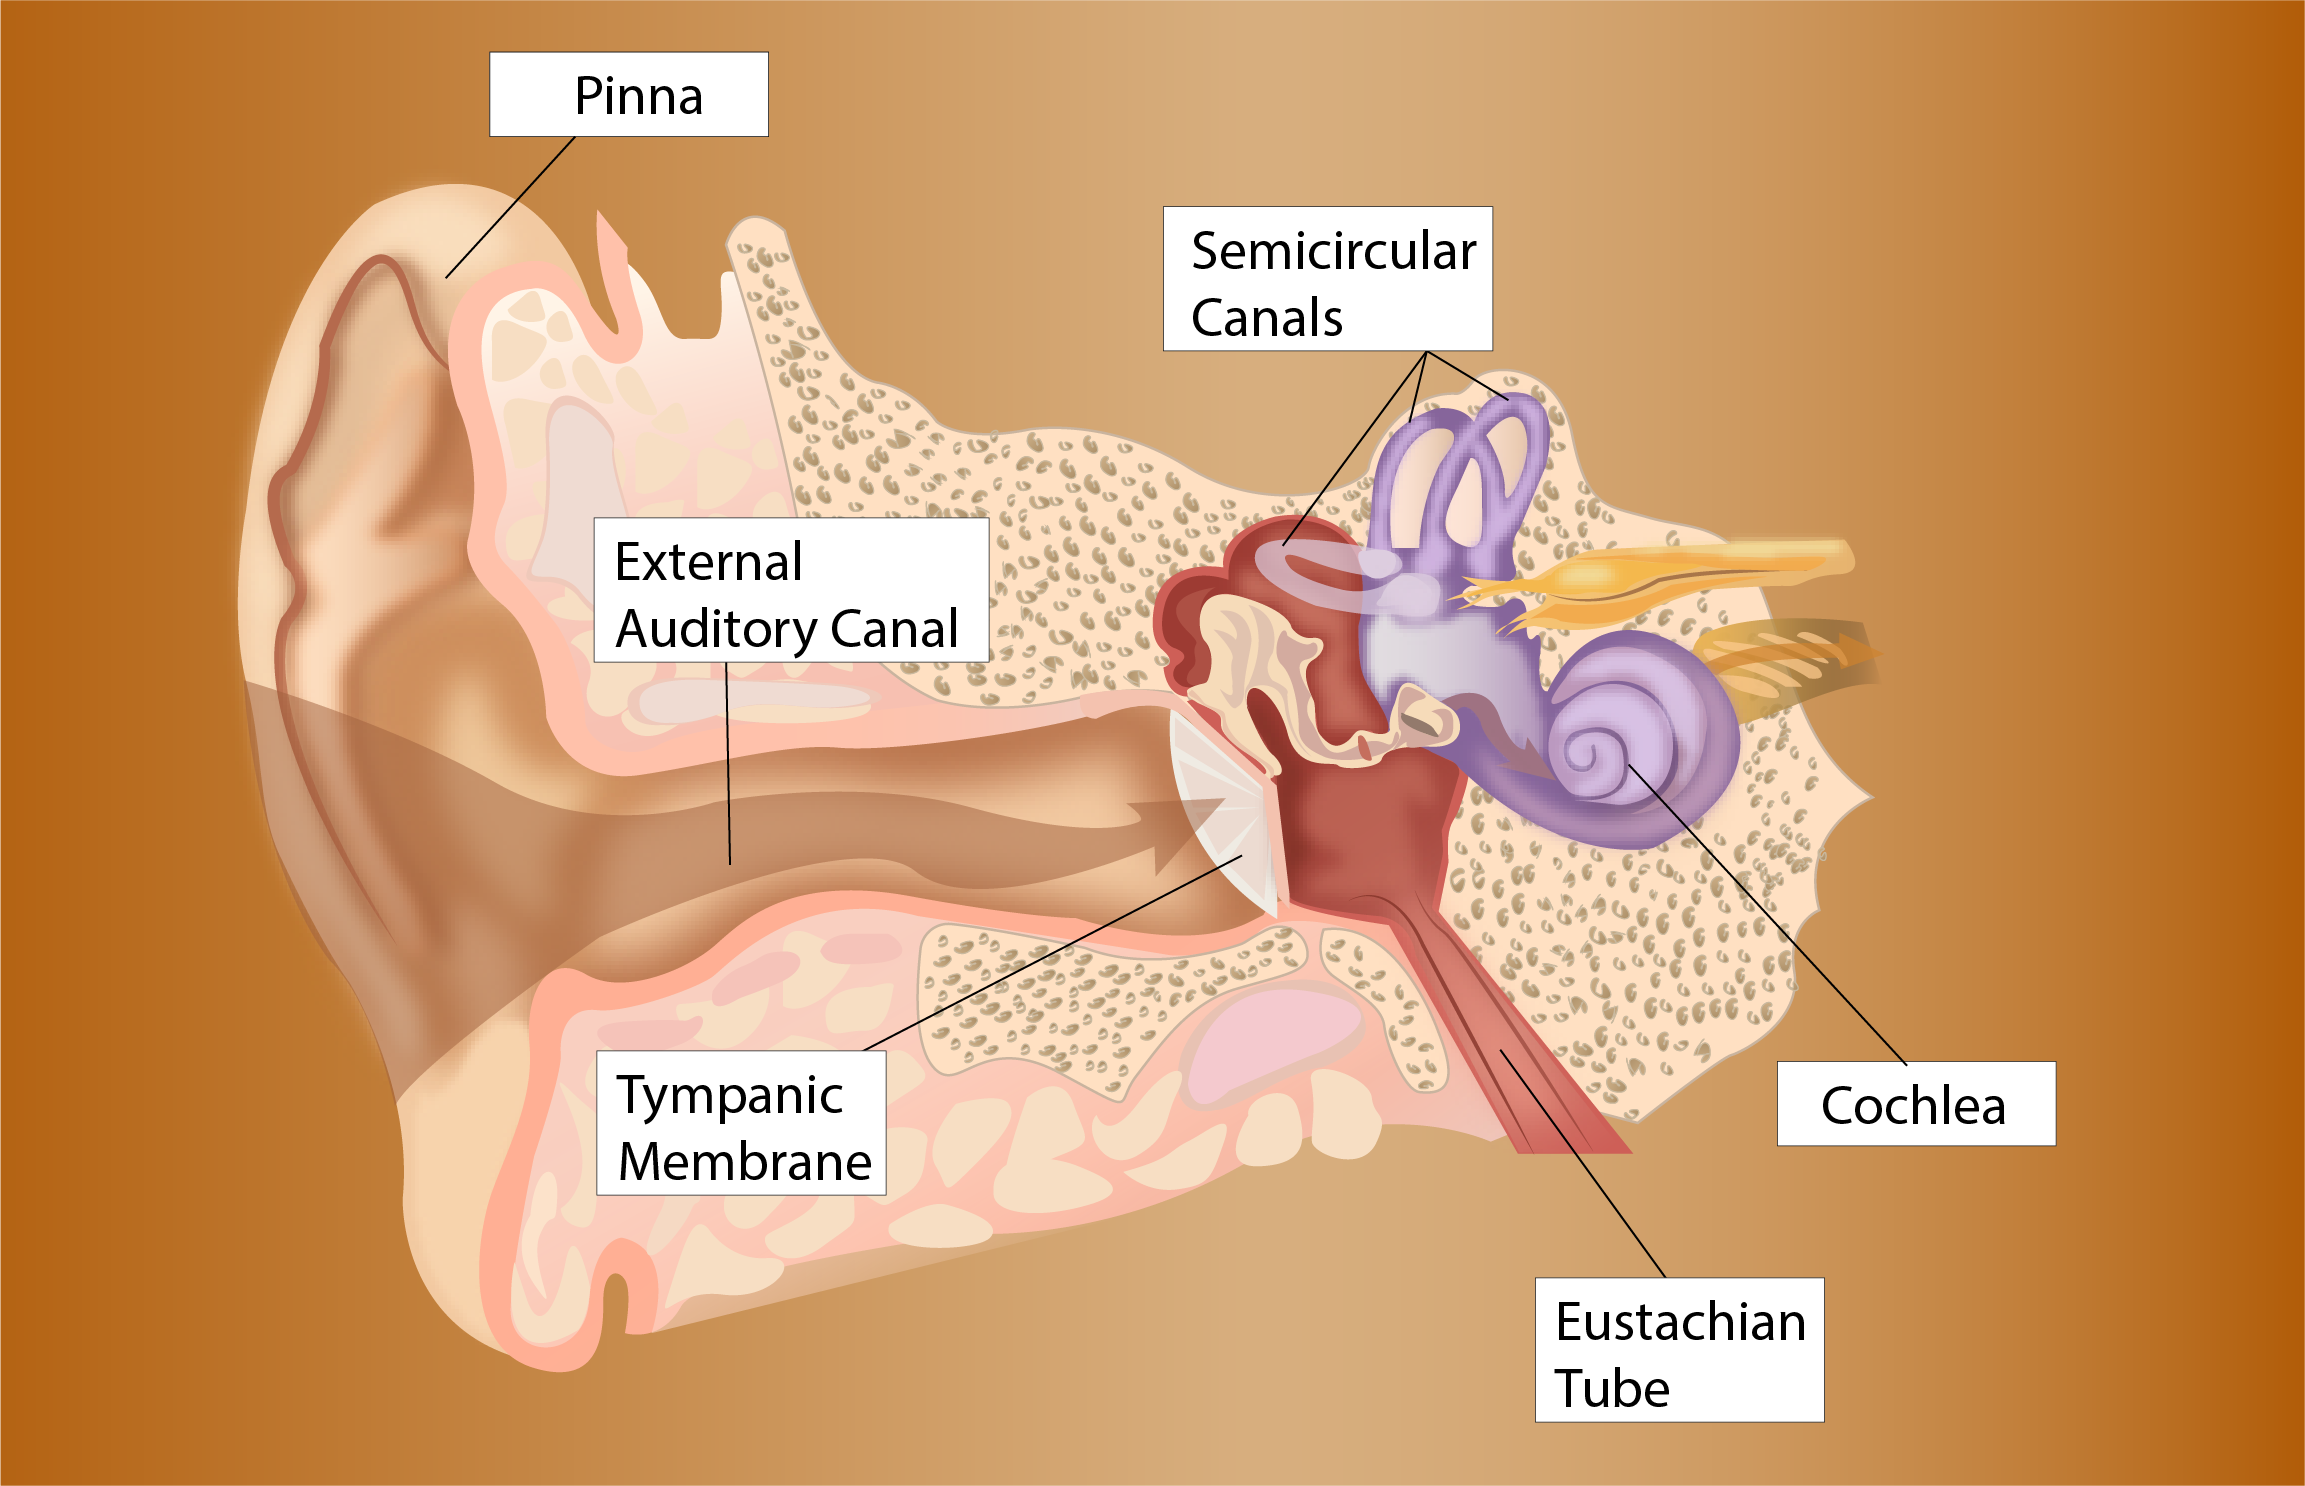 Pinna
Semicircular
Canals
External
Auditory Canal
Tympanic
Membrane
Cochlea
Eustachian
Tube